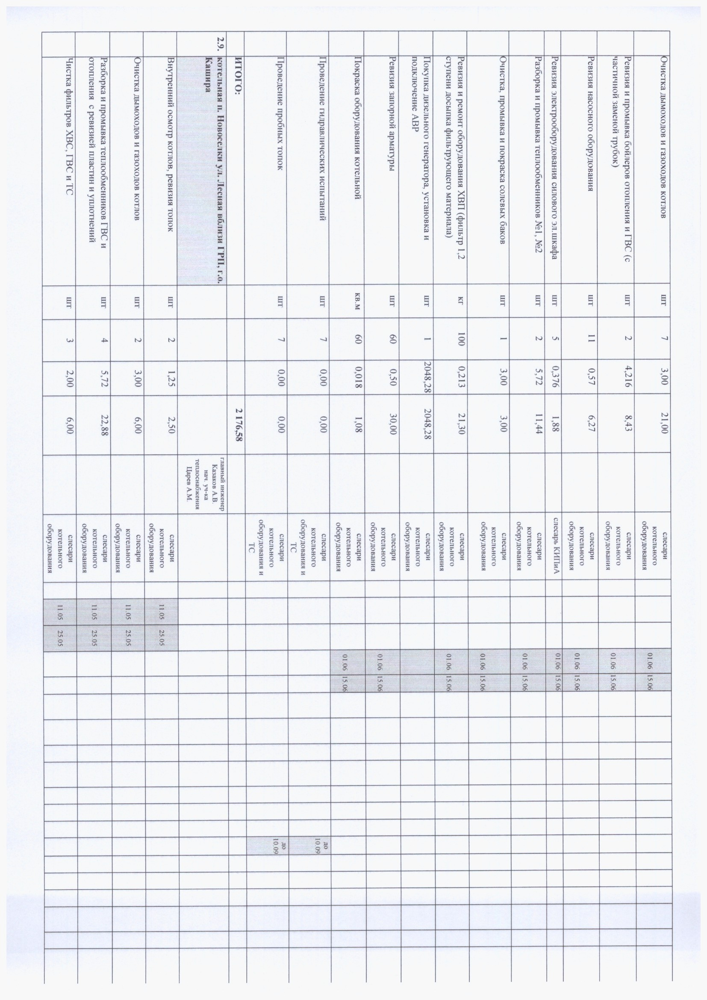 Очистка дымоходов и газоходов котлов шт 7 3,00 21,00 слесари котельного оборудования 01.06 15.06
Ревизия и промывка бойлеров отопления и ГВС (с
частичной заменой трубок) шт 2 4,216 8,43 слесари котельного оборудования 01.06 15.06
Ревизия насосного оборудования шт 11 0,57 6,27 слесари котельного оборудования 01.06 15.06
Ревизия электрооборудования силового эл.шкафа шт 5 0,376 1,88 слесарь КИПиА 01.06 15.06
Разборка и промывка теплообменников №1, №2 шт 2 5,72 11,44 слесари котельного оборудования 01.06 15.06
Очистка, промывка и покраска солевых баков шт 1 3,00 3,00 слесари котельного оборудования 01.06 15.06
Ревизия и ремонт оборудования ХВП (фильтр 1,2
ступени досыпка фильтрующего материала) кг 100 0,213 21,30 слесари котельного оборудования 01.06 15.06
Покупка дизельного генератора, установка и
подключение АВР шт 1 2048,28 2048,28 слесари котельного оборудования
Ревизия запорной арматуры шт 60 0,50 30,00 слесари котельного оборудования 01.06 15.06
Покраска оборудования котельной кв.м 60 0,018 1,08 слесари котельного оборудования 01.06 15.06
Проведение гидравлических испытаний шт 7 0,00 0,00 слесари котельного оборудования и ТС до 10.09
Проведение пробных топок шт 7 0,00 0,00 слесари котельного оборудования и ТС до 10.09
ИТОГО: 2 176,58
2.9. котельная п. Новоселки ул. Лесная вблизи ГРП, г.о.
Кашира главный инженер Казаков А.В. нач. уч-ка теплоснабжения Царев А.М.
Внутренний осмотр котлов, ревизия топок шт 2 1,25 2,50 слесари котельного оборудования 11.05 25.05
Очистка дымоходов и газоходов котлов шт 2 3,00 6,00 слесари котельного оборудования 11.05 25.05
Разборка и промывка теплообменников ГВС и
отопления с ревизией пластин и уплотнений шт 4 5,72 22,88 слесари котельного оборудования 11.05 25.05
Чистка фильтров ХВС, ГВС и ТС шт 3 2,00 6,00 слесари котельного оборудования 11.05 25.05